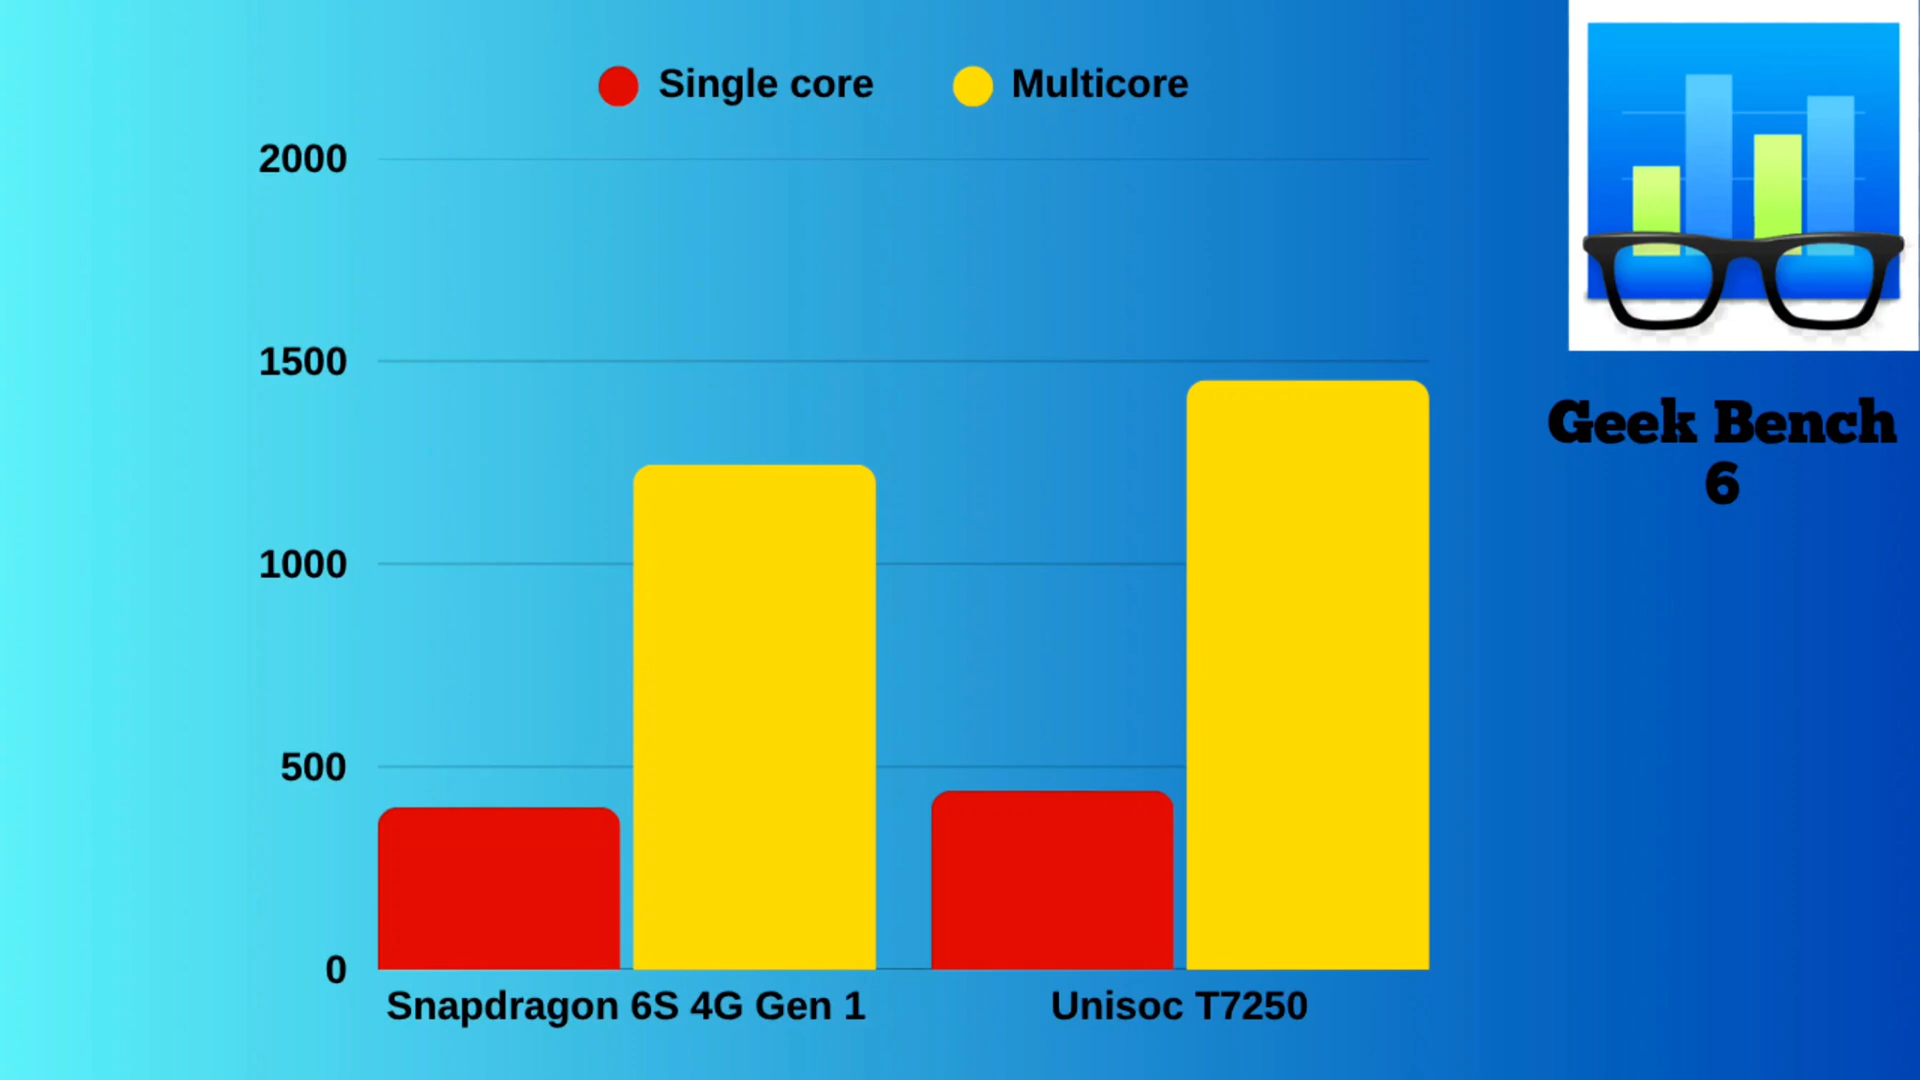 Single core
Multicore
2000
1500
1000
500
0
Snapdragon 6S 4G Gen 1
Unisoc T7250
Geek Bench
6